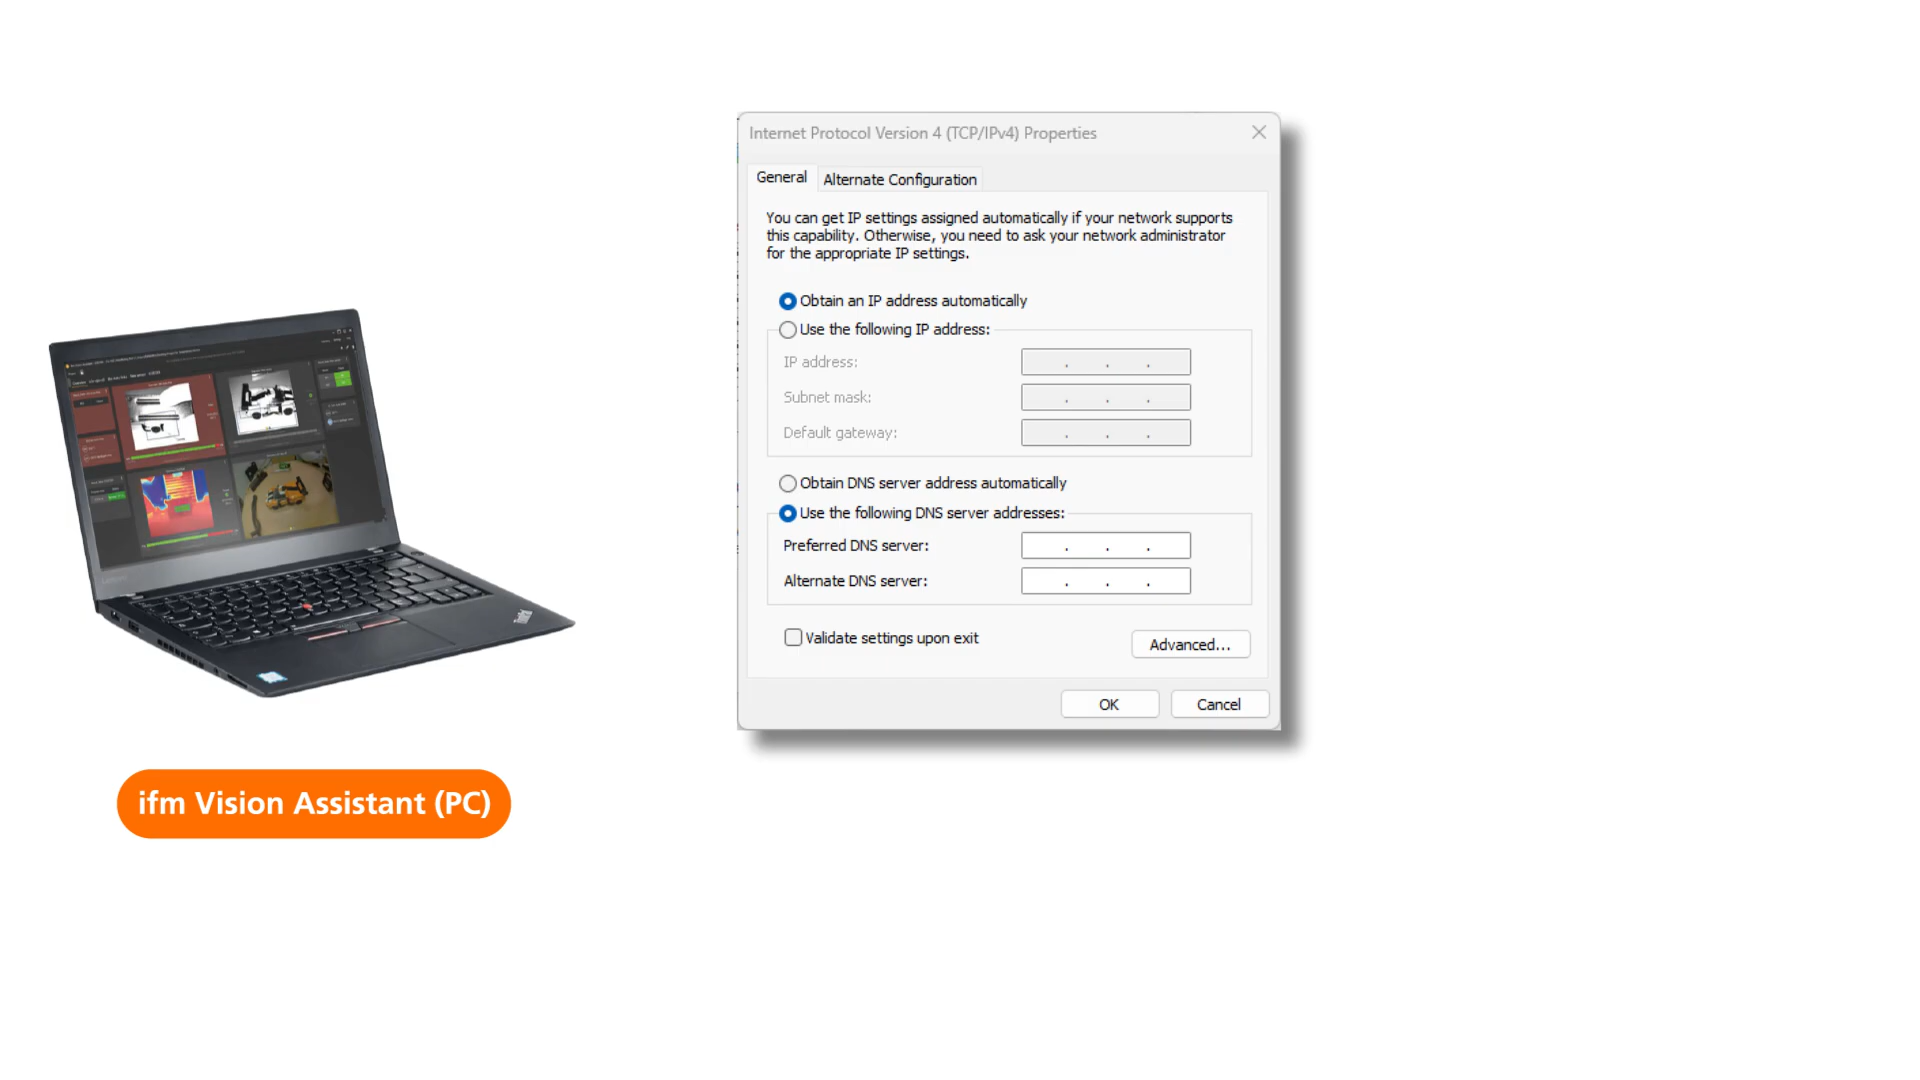 Internet Protocol Version 4 (TCP/IPv4) Properties
General
Alternate Configuration
You can get IP settings assigned automatically if your network supports
this capability. Otherwise, you need to ask your network administrator
for the appropriate IP settings.
Obtain an IP address automatically
Use the following IP address:
IP address:
Subnet mask:
Default gateway:
Obtain DNS server address automatically
Use the following DNS server addresses:
Preferred DNS server:
Alternate DNS server:
Validate settings upon exit
Advanced...
OK
Cancel
ThinkPad
ifm Vision Assistant (PC)